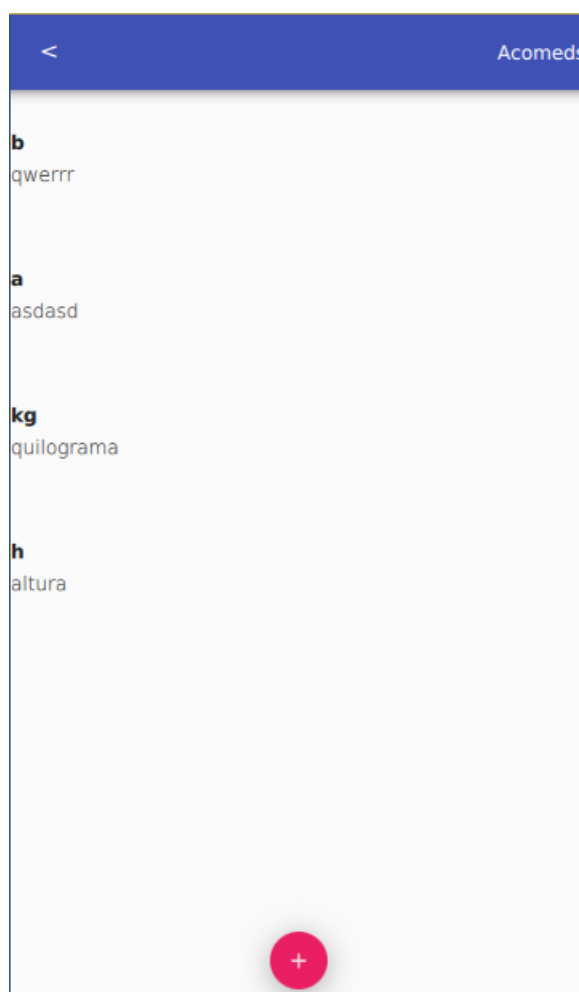 < Acomeds
b
qwerrr
a
asdasd
kg
quilograma
h
altura
+